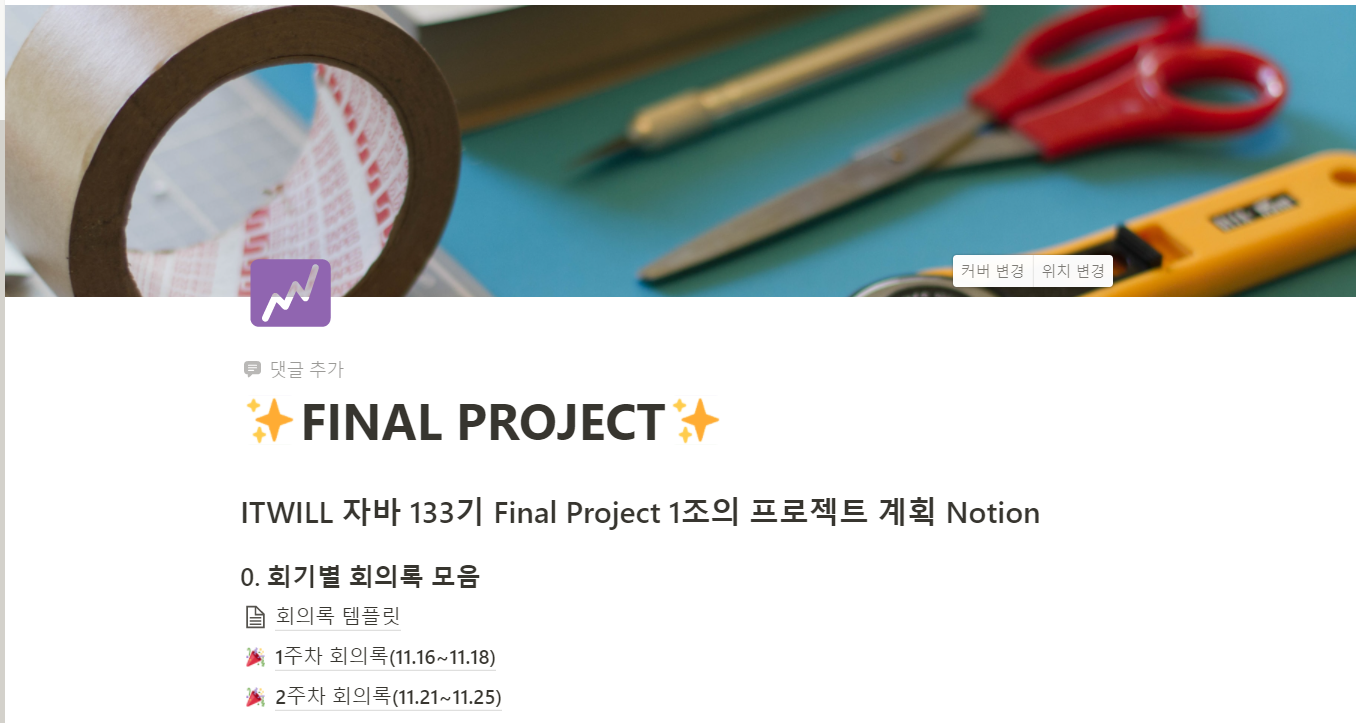 커버 변경 위치 변경
댓글 추가
✨FINAL PROJECT✨
ITWILL 자바 133기 Final Project 1조의 프로젝트 계획 Notion
0. 회기별 회의록 모음
회의록 템플릿
1주차 회의록(11.16~11.18)
2주차 회의록(11.21~11.25)